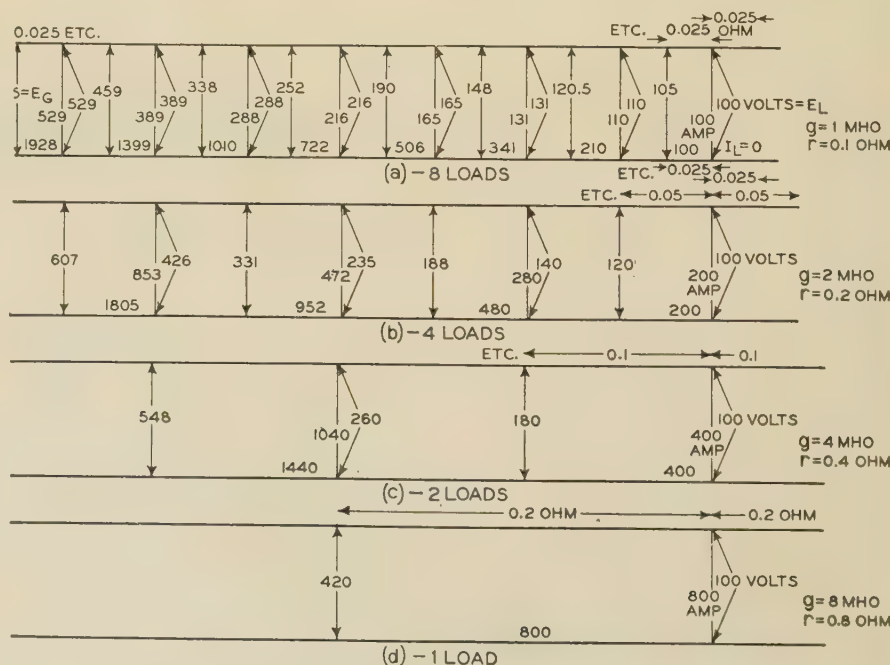 0.025
0.025 ETC. ETC. 0.025 OHM
459 338 252 190 148 120.5 105
S=E_G 529 389 288 216 165 131 110 100 VOLTS=E_L
529 389 288 216 165 131 110 100 AMP
g=1 MHO
r=0.1 OHM
1928 1399 1010 722 506 341 210 100 I_L=0
(a)-8 LOADS
0.025
ETC. 0.025
ETC. 0.05 0.05
607 426 331 235 188 140 120 100 VOLTS
853 472 280 200 AMP
g=2 MHO
r=0.2 OHM
1805 952 480 200
(b)-4 LOADS
ETC. 0.1 0.1
548 260 180 100 VOLTS
1040 400 AMP
g=4 MHO
r=0.4 OHM
1440 400
(c)-2 LOADS
0.2 OHM 0.2 OHM
420 100 VOLTS
800 AMP
g=8 MHO
r=0.8 OHM
800
(d)-1 LOAD